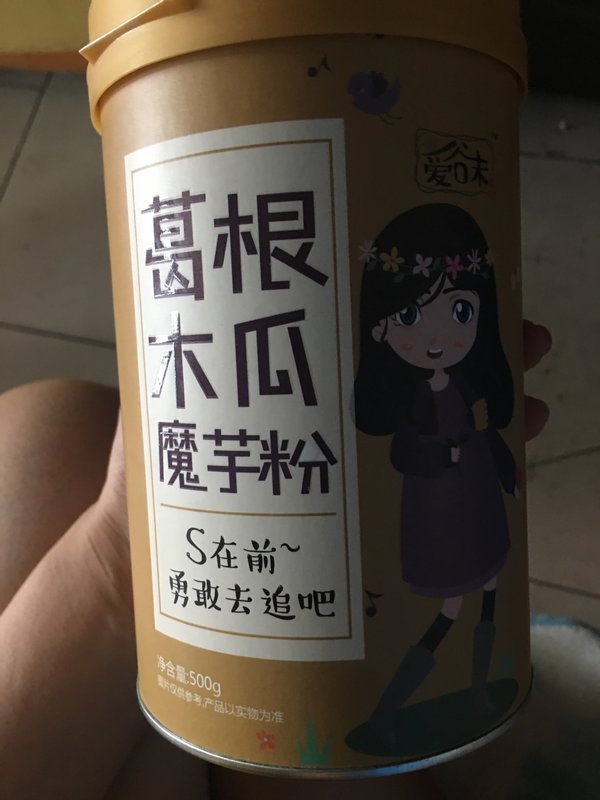 爱谷味
葛根
木瓜
魔芋粉
S在前~
勇敢去追吧
净含量:500g
图片仅供参考,产品以实物为准